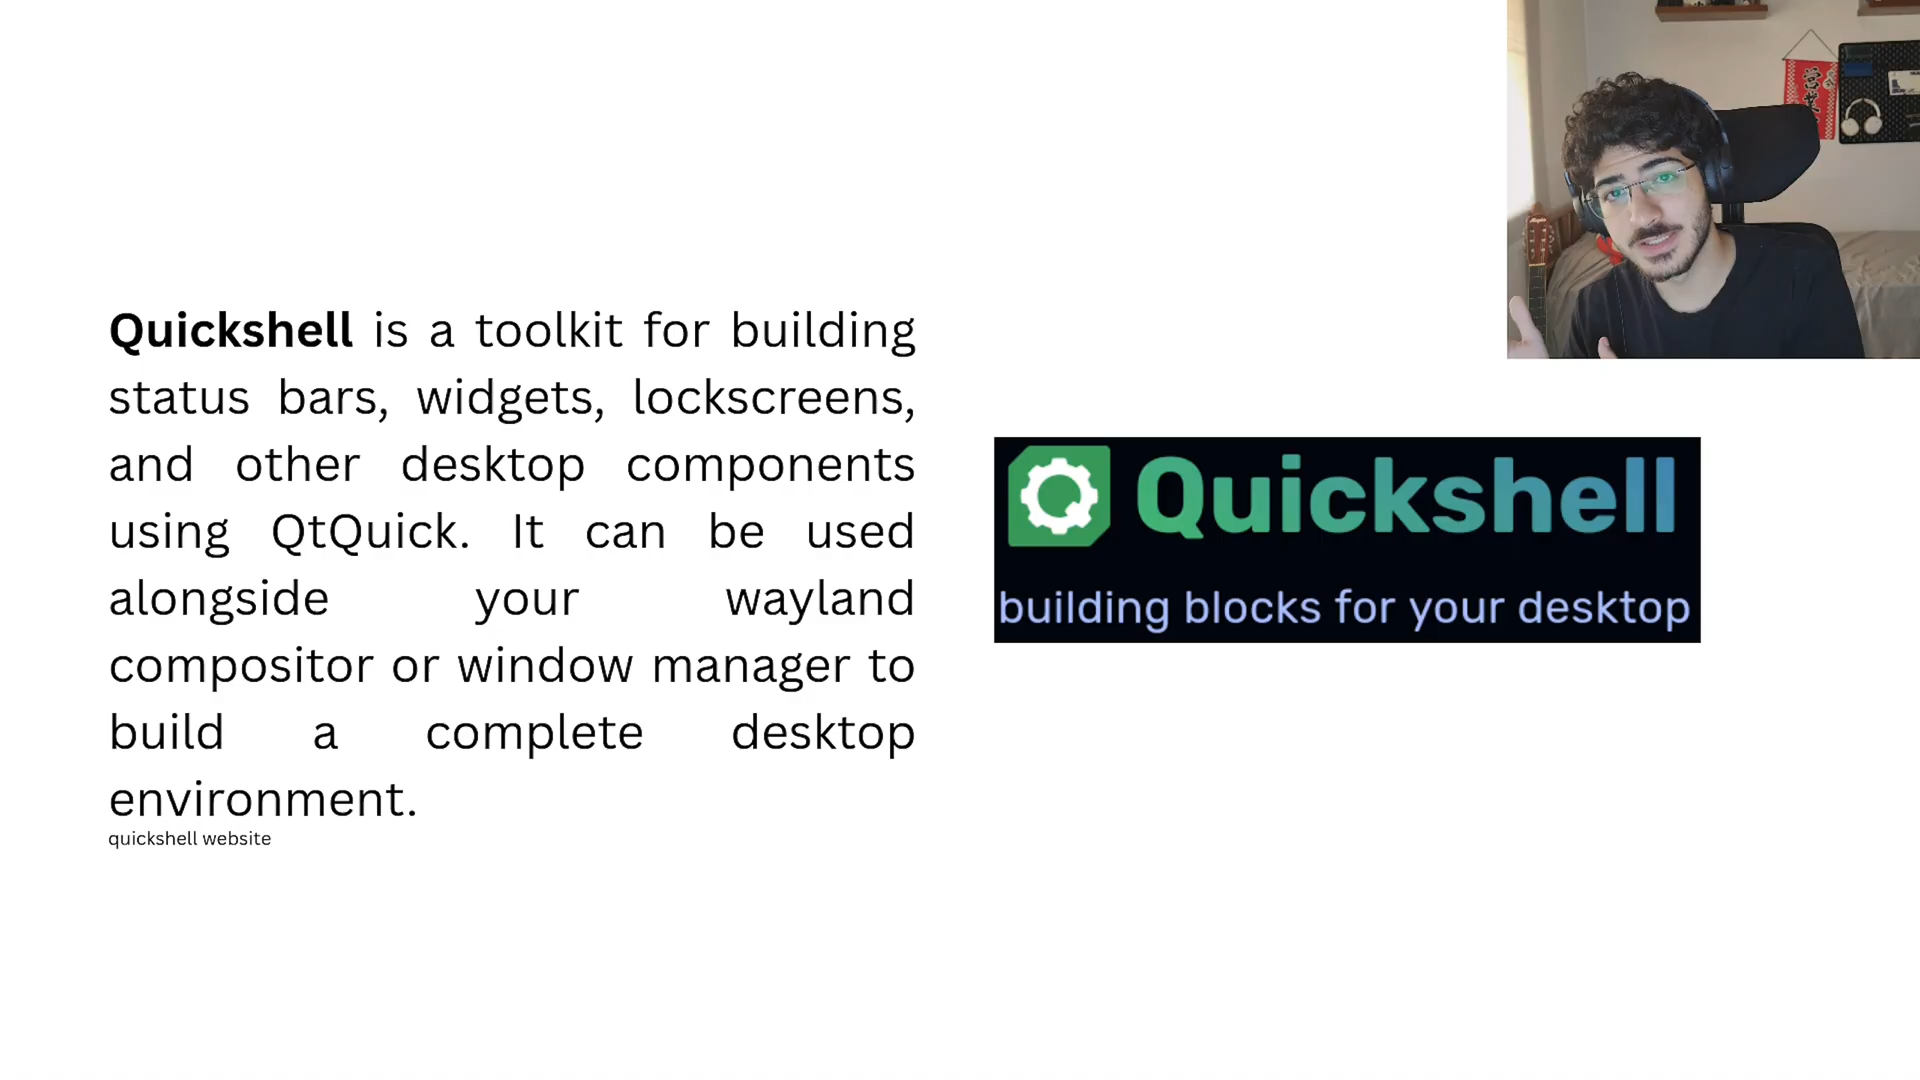 Quickshell is a toolkit for building
status bars, widgets, lockscreens,
and other desktop components
using QtQuick. It can be used
alongside your wayland
compositor or window manager to
build a complete desktop
environment.
quickshell website
Quickshell
building blocks for your desktop
営業